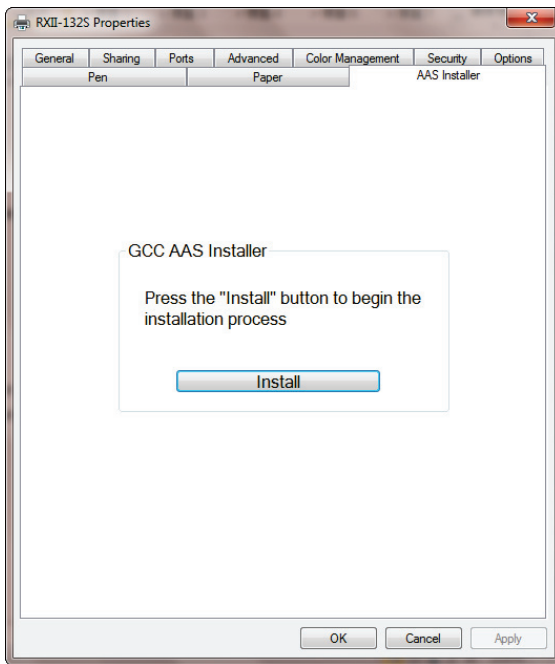 RXII-132S Properties
General Sharing Ports Advanced Color Management Security Options
Pen Paper AAS Installer
GCC AAS Installer
Press the "Install" button to begin the
installation process
Install
OK Cancel Apply